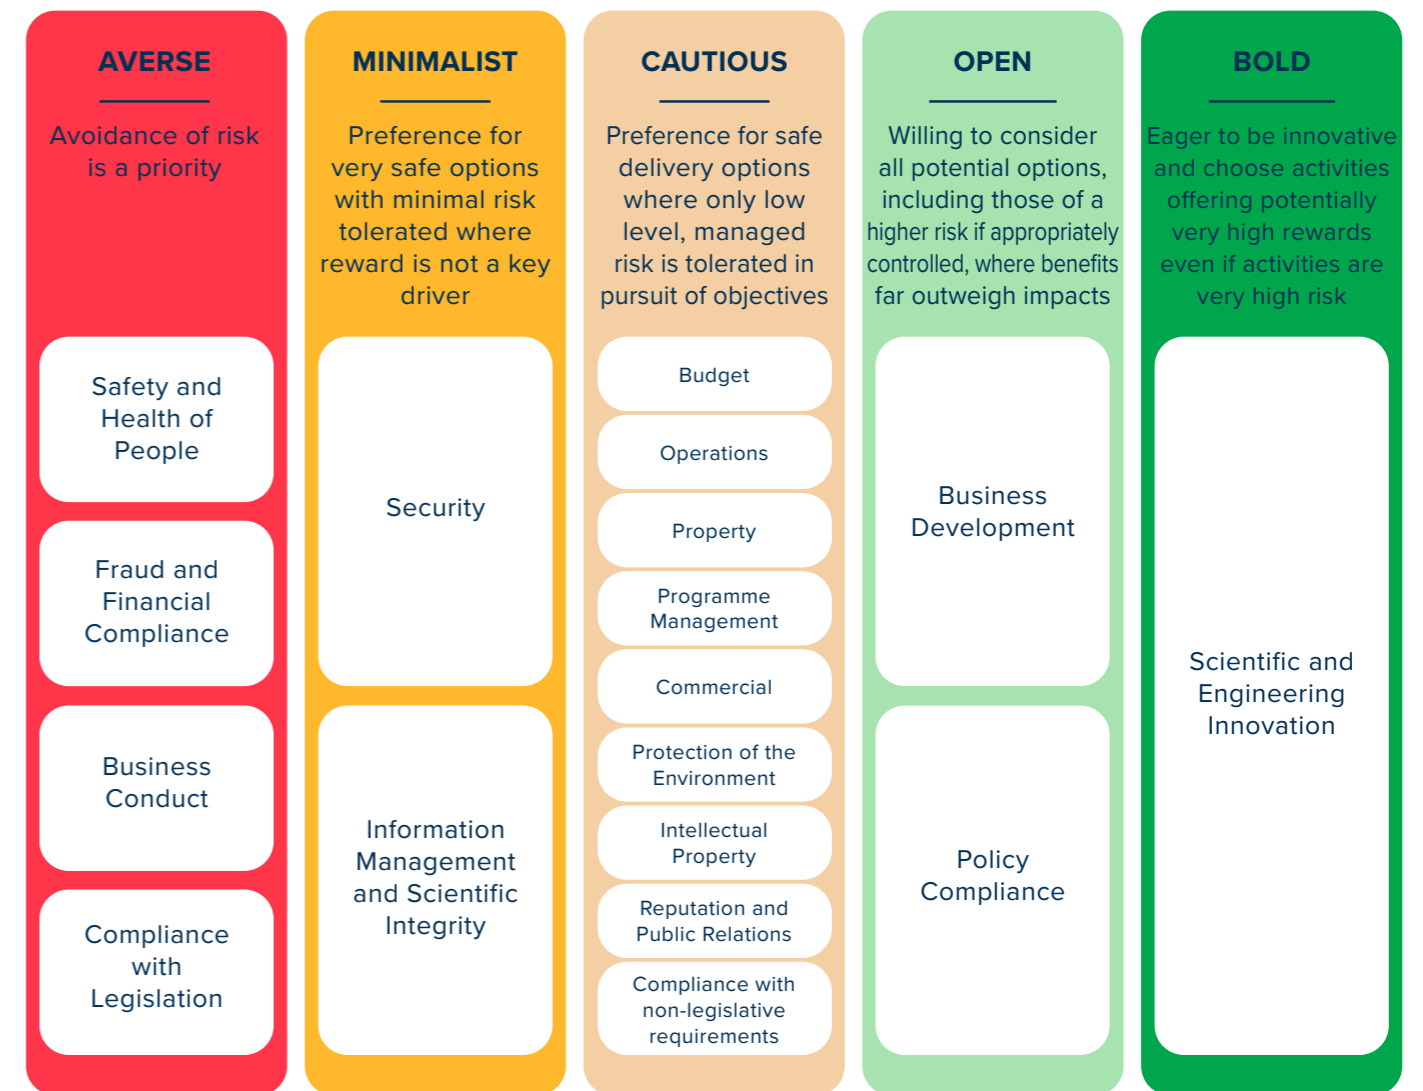 AVERSE
Avoidance of risk
is a priority
Safety and
Health of
People
Fraud and
Financial
Compliance
Business
Conduct
Compliance
with
Legislation
MINIMALIST
Preference for
very safe options
with minimal risk
tolerated where
reward is not a key
driver
Security
Information
Management
and Scientific
Integrity
CAUTIOUS
Preference for safe
delivery options
where only low
level, managed
risk is tolerated in
pursuit of objectives
Budget
Operations
Property
Programme
Management
Commercial
Protection of the
Environment
Intellectual
Property
Reputation and
Public Relations
Compliance with
non-legislative
requirements
OPEN
Willing to consider
all potential options,
including those of a
higher risk if appropriately
controlled, where benefits
far outweigh impacts
Business
Development
Policy
Compliance
BOLD
Eager to be innovative
and choose activities
offering potentially
very high rewards
even if activities are
very high risk
Scientific and
Engineering
Innovation